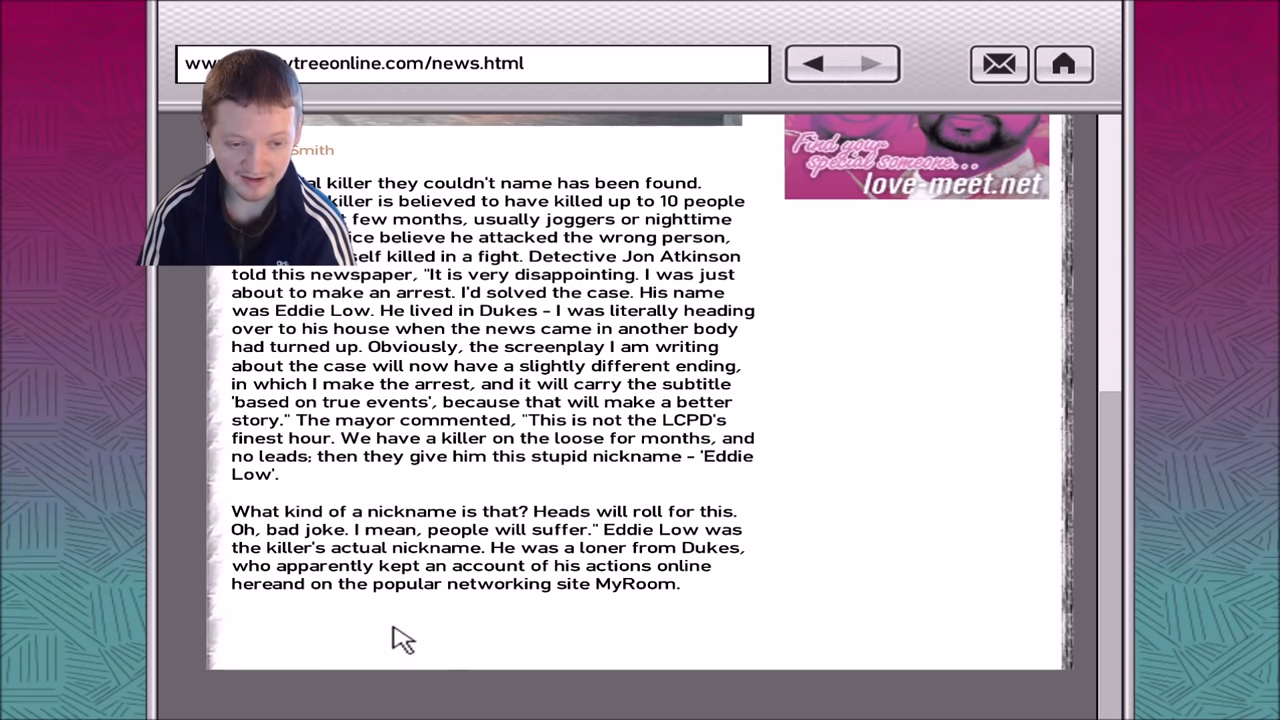 ww ytreeonline.com/news.html
Find your
special someone...
love-meet.net
Smith
al killer they couldn't name has been found.
killer is believed to have killed up to 10 people
few months, usually joggers or nighttime
ice believe he attacked the wrong person,
self killed in a fight. Detective Jon Atkinson
told this newspaper, "It is very disappointing. I was just
about to make an arrest. I'd solved the case. His name
was Eddie Low. He lived in Dukes - I was literally heading
over to his house when the news came in another body
had turned up. Obviously, the screenplay I am writing
about the case will now have a slightly different ending,
in which I make the arrest, and it will carry the subtitle
'based on true events', because that will make a better
story." The mayor commented, "This is not the LCPD's
finest hour. We have a killer on the loose for months, and
no leads; then they give him this stupid nickname - 'Eddie
Low'.
What kind of a nickname is that? Heads will roll for this.
Oh, bad joke. I mean, people will suffer." Eddie Low was
the killer's actual nickname. He was a loner from Dukes,
who apparently kept an account of his actions online
hereand on the popular networking site MyRoom.